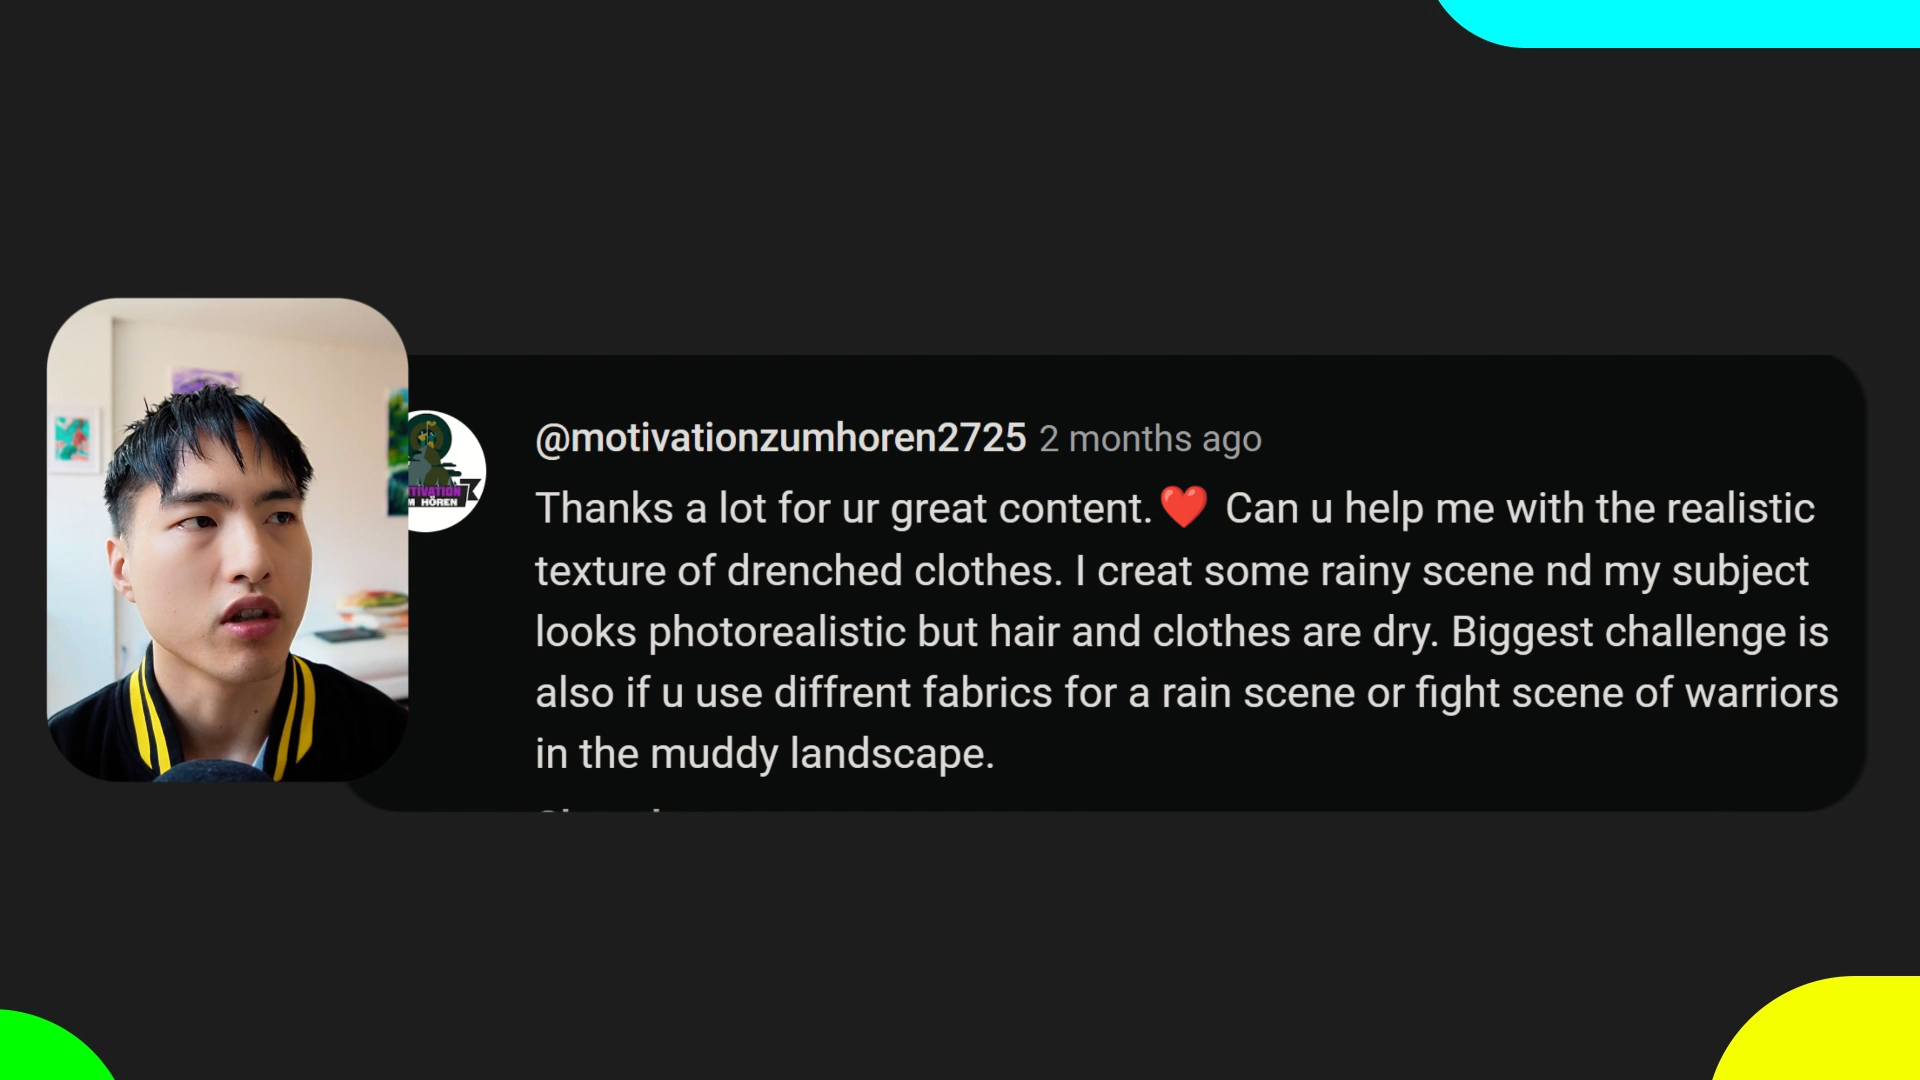 @motivationzumhoren2725 2 months ago
Thanks a lot for ur great content.❤️ Can u help me with the realistic
texture of drenched clothes. I creat some rainy scene nd my subject
looks photorealistic but hair and clothes are dry. Biggest challenge is
also if u use diffrent fabrics for a rain scene or fight scene of warriors
in the muddy landscape.